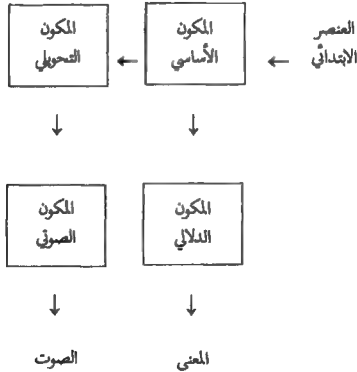 العنصر
الابتدائي
←
المكون
الأساسي
←
المكون
التحويلي
↓
↓
المكون
الدلالي
المكون
الصوتي
↓
↓
المعنى
الصوت